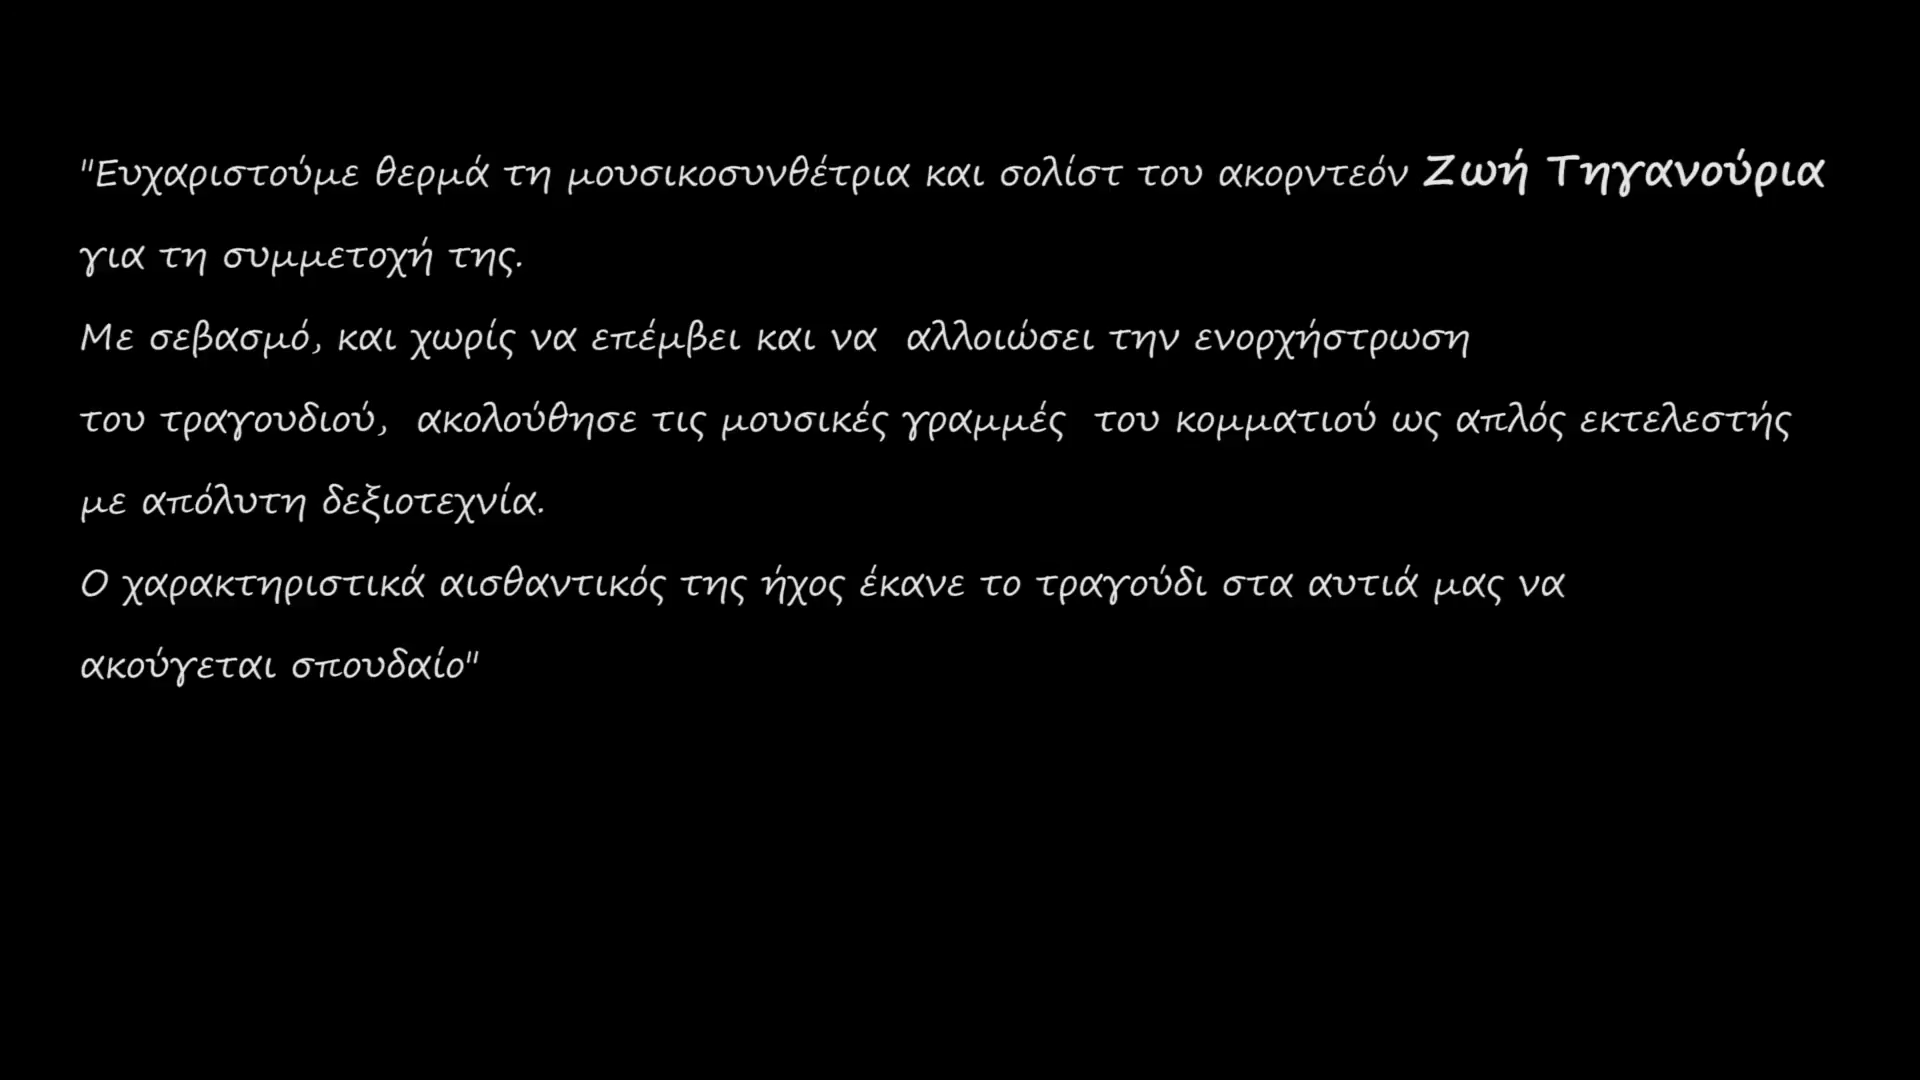 "Ευχαριστούμε θερμά τη μουσικοσυνθέτρια και σολίστ του ακορντεόν Ζωή Τηγανούρια
για τη συμμετοχή της.
Με σεβασμό, και χωρίς να επέμβει και να  αλλοιώσει την ενορχήστρωση
του τραγουδιού,  ακολούθησε τις μουσικές γραμμές  του κομματιού ως απλός εκτελεστής
με απόλυτη δεξιοτεχνία.
Ο χαρακτηριστικά αισθαντικός της ήχος έκανε το τραγούδι στα αυτιά μας να
ακούγεται σπουδαίο"